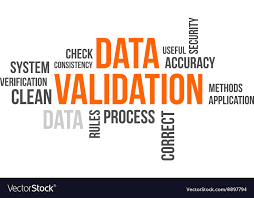 SECURITY
USEFUL
CHECK
DATA
ACCURACY
SYSTEM
CONSISTENCY
VERIFICATION
VALIDATION
METHODS
CLEAN
APPLICATION
DATA
RULES
PROCESS
CORRECT
VectorStock®
VectorStock.com/8897794